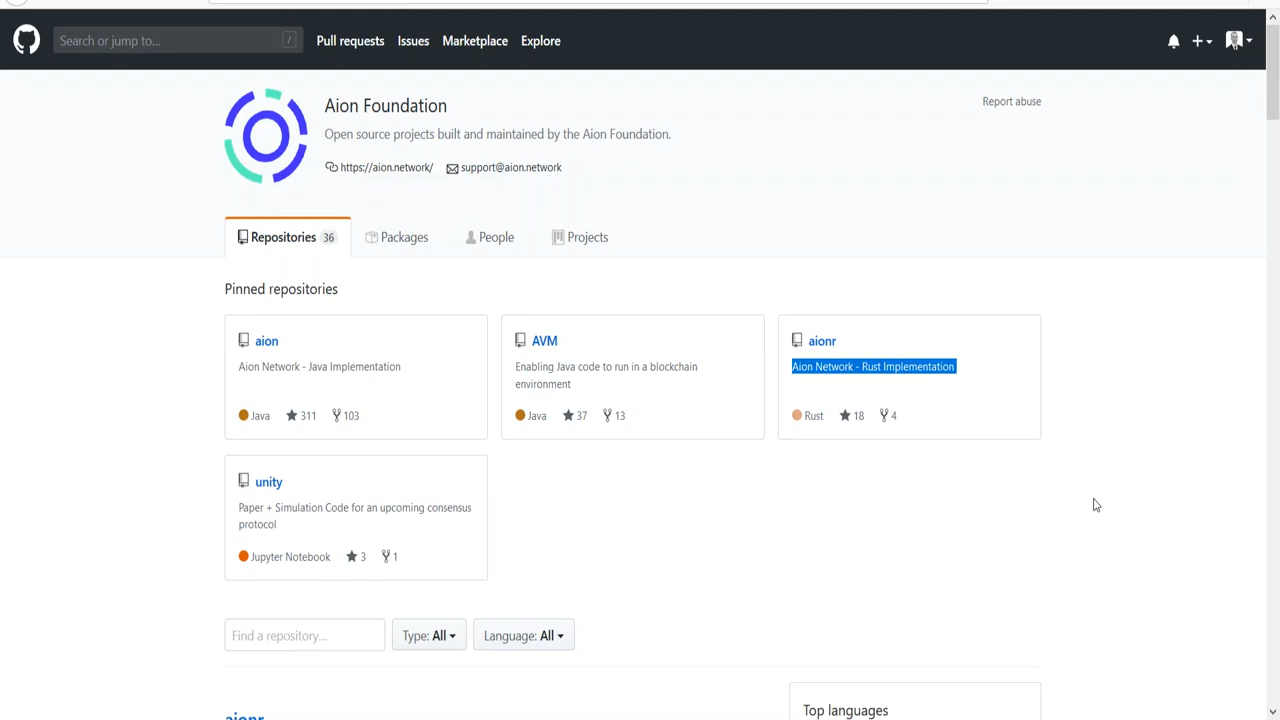 Search or jump to... /
Pull requests Issues Marketplace Explore
Aion Foundation
Report abuse
Open source projects built and maintained by the Aion Foundation.
https://aion.network/ support@aion.network
Repositories 36 Packages People Projects
Pinned repositories
aion
Aion Network - Java Implementation
Java 311 103
AVM
Enabling Java code to run in a blockchain
environment
Java 37 13
aionr
Aion Network - Rust Implementation
Rust 18 4
unity
Paper + Simulation Code for an upcoming consensus
protocol
Jupyter Notebook 3 1
Find a repository... Type: All Language: All
aionr
Top languages